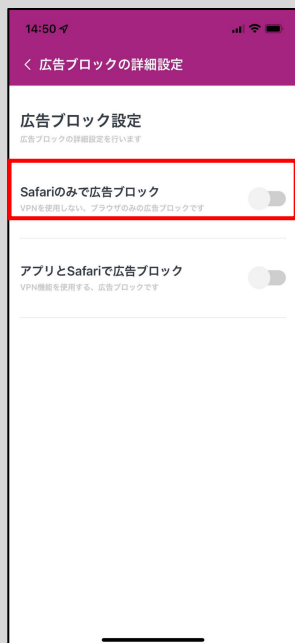 14:50
広告ブロックの詳細設定
広告ブロック設定
広告ブロックの詳細設定を行います
Safariのみで広告ブロック
VPNを使用しない、ブラウザのみの広告ブロックです
アプリとSafariで広告ブロック
VPN機能を使用する、広告ブロックです